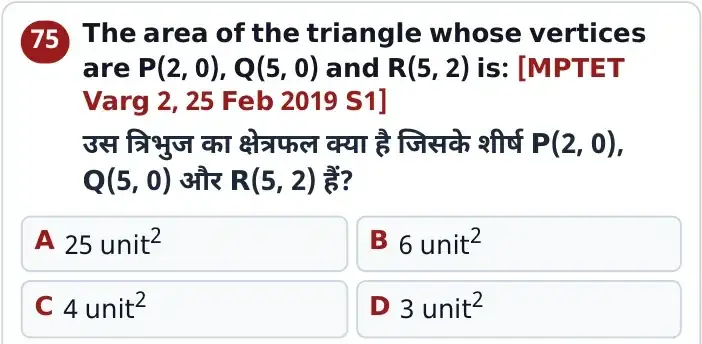 75 The area of the triangle whose vertices
are P(2, 0), Q(5, 0) and R(5, 2) is: [MPTET
Varg 2, 25 Feb 2019 S1]
उस त्रिभुज का क्षेत्रफल क्या है जिसके शीर्ष P(2, 0),
Q(5, 0) और R(5, 2) हैं?
A 25 unit²
B 6 unit²
C 4 unit²
D 3 unit²